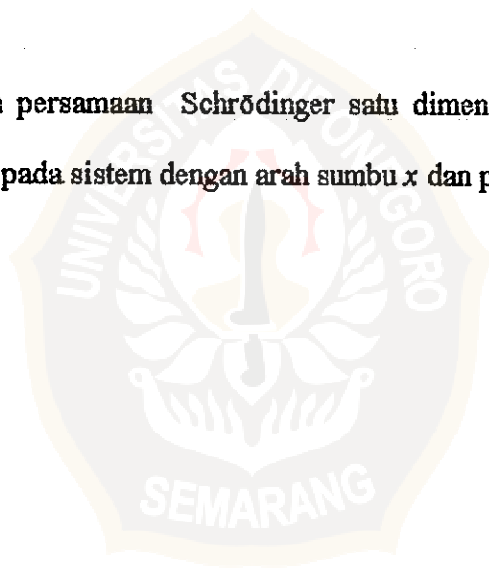 persamaan Schrödinger satu dimen
pada sistem dengan arah sumbu x dan p
UNIVERSITAS DIPONEGORO
SEMARANG